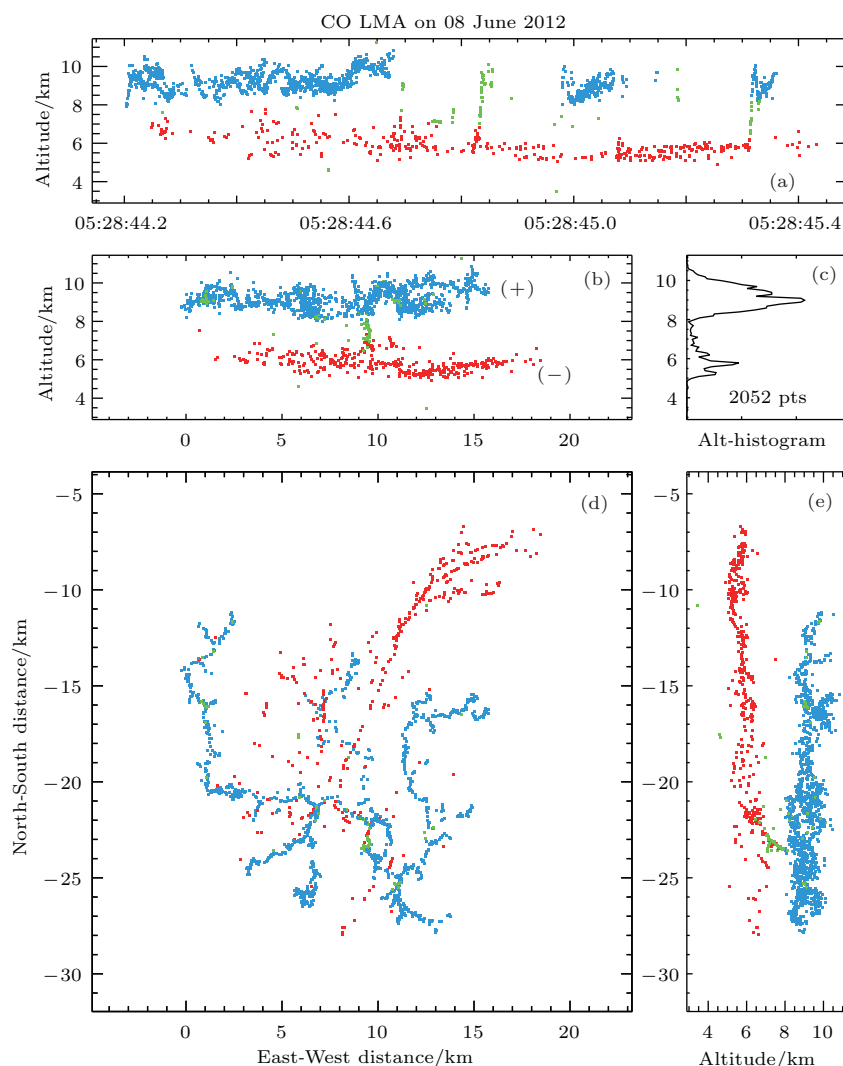 CO LMA on 08 June 2012
Altitude/km
10
8
6
4
(a)
05:28:44.2 05:28:44.6 05:28:45.0 05:28:45.4
Altitude/km
10
8
6
4
(b)
(+)
(−)
0 5 10 15 20
10
8
6
4
(c)
2052 pts
Alt-histogram
North-South distance/km
−5
−10
−15
−20
−25
−30
(d)
0 5 10 15 20
East-West distance/km
−5
−10
−15
−20
−25
−30
(e)
4 6 8 10
Altitude/km